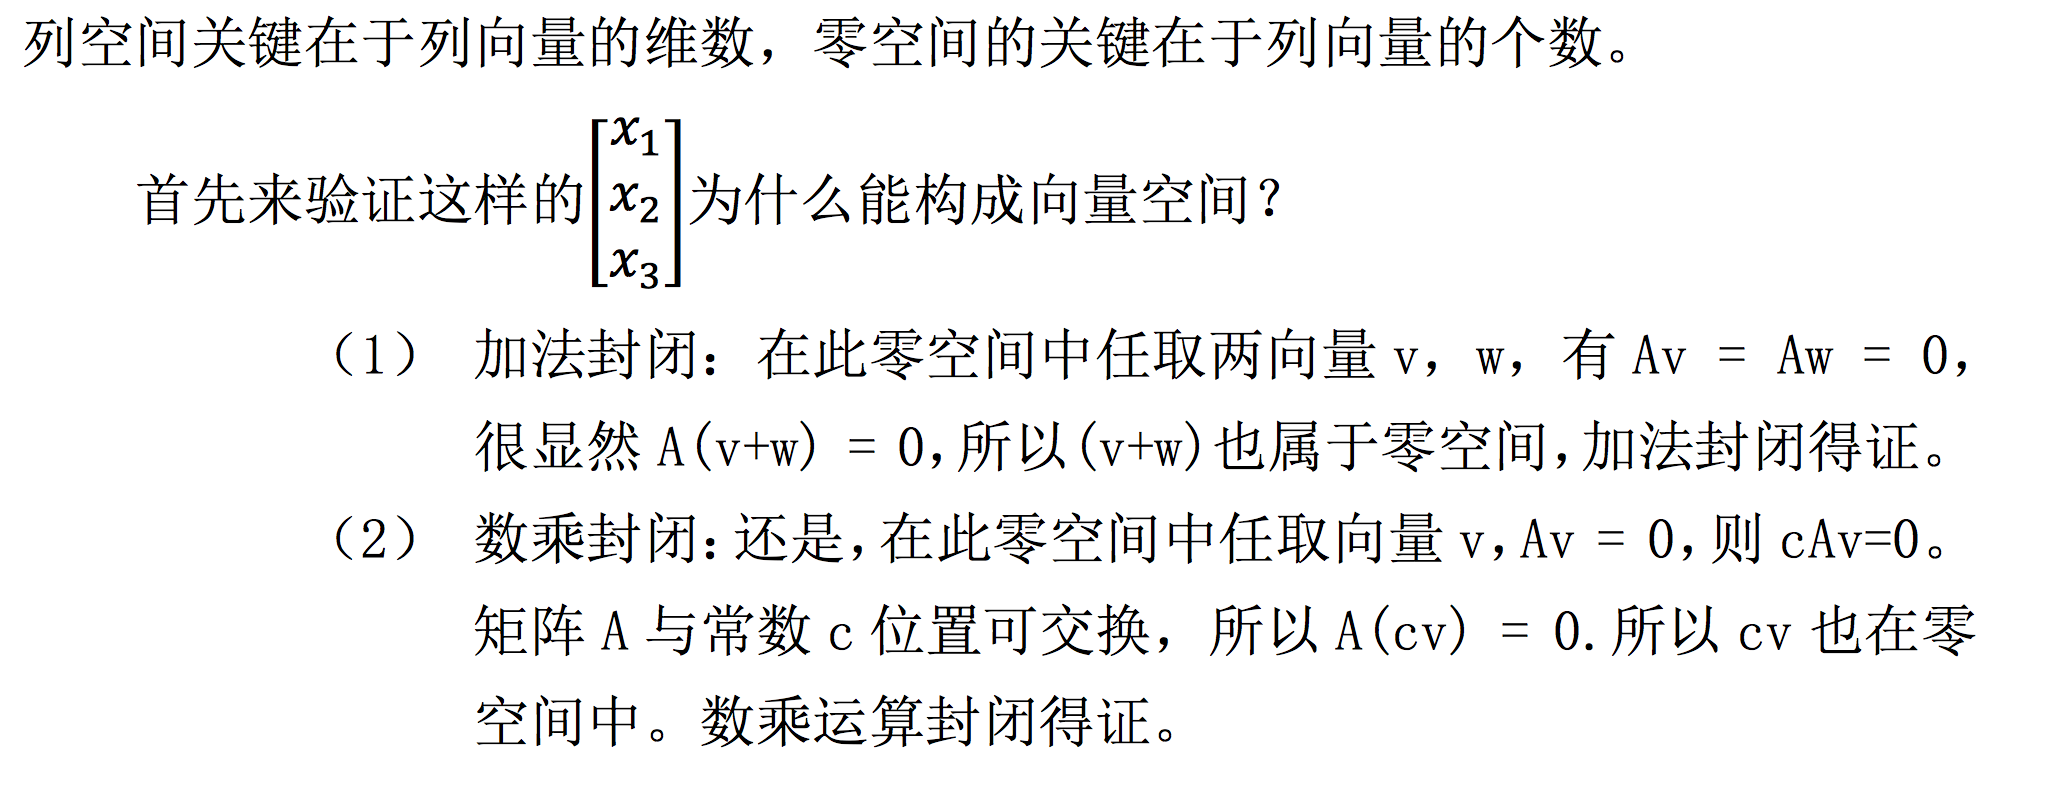 列空间关键在于列向量的维数，零空间的关键在于列向量的个数。
首先来验证这样的[x₁ x₂ x₃]为什么能构成向量空间？
（1） 加法封闭：在此零空间中任取两向量 v，w，有 Av = Aw = 0，
很显然 A(v+w) = 0,所以(v+w)也属于零空间,加法封闭得证。
（2） 数乘封闭:还是,在此零空间中任取向量 v,Av = 0,则 cAv=0。
矩阵 A 与常数 c 位置可交换，所以 A(cv) = 0.所以 cv 也在零
空间中。数乘运算封闭得证。